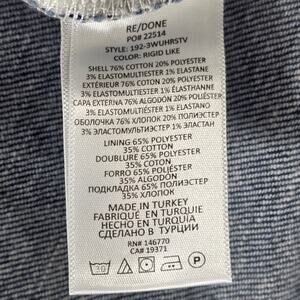 RE/DONE
PO# 22514
STYLE: 192-3WUHRSTV
COLOR: RIGID LIKE
SHELL 76% COTTON 20% POLYESTER
3% ELASTOMULTIESTER 1% ELASTANE
EXTÉRIEUR 76% COTON 20% POLYESTER
3% ELASTOMULTIESTER 1% ÉLASTHANNE
CAPA EXTERNA 76% ALGODÓN 20% POLIÉSTER
3% ELASTOMULTIESTER 1% ELASTANO
ОБОЛОЧКА 76% ХЛОПОК 20% ПОЛИЭСТЕР
3% ЭЛАСТОМУЛЬТИЭСТЕР 1% ЭЛАСТАН
LINING 65% POLYESTER
35% COTTON
DOUBLURE 65% POLYESTER
35% COTON
FORRO 65% POLIÉSTER
35% ALGODÓN
ПОДКЛАДКА 65% ПОЛИЭСТЕР
35% ХЛОПОК
MADE IN TURKEY
FABRIQUÉ EN TURQUIE
HECHO EN TURQUÍA
СДЕЛАНО В ТУРЦИИ
RN# 146770
CA# 19371
30
P